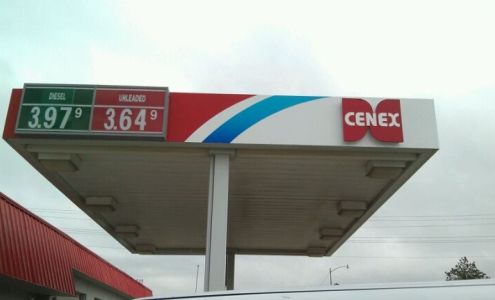 DIESEL
3.97 9
UNLEADED
3.64 9
CENEX